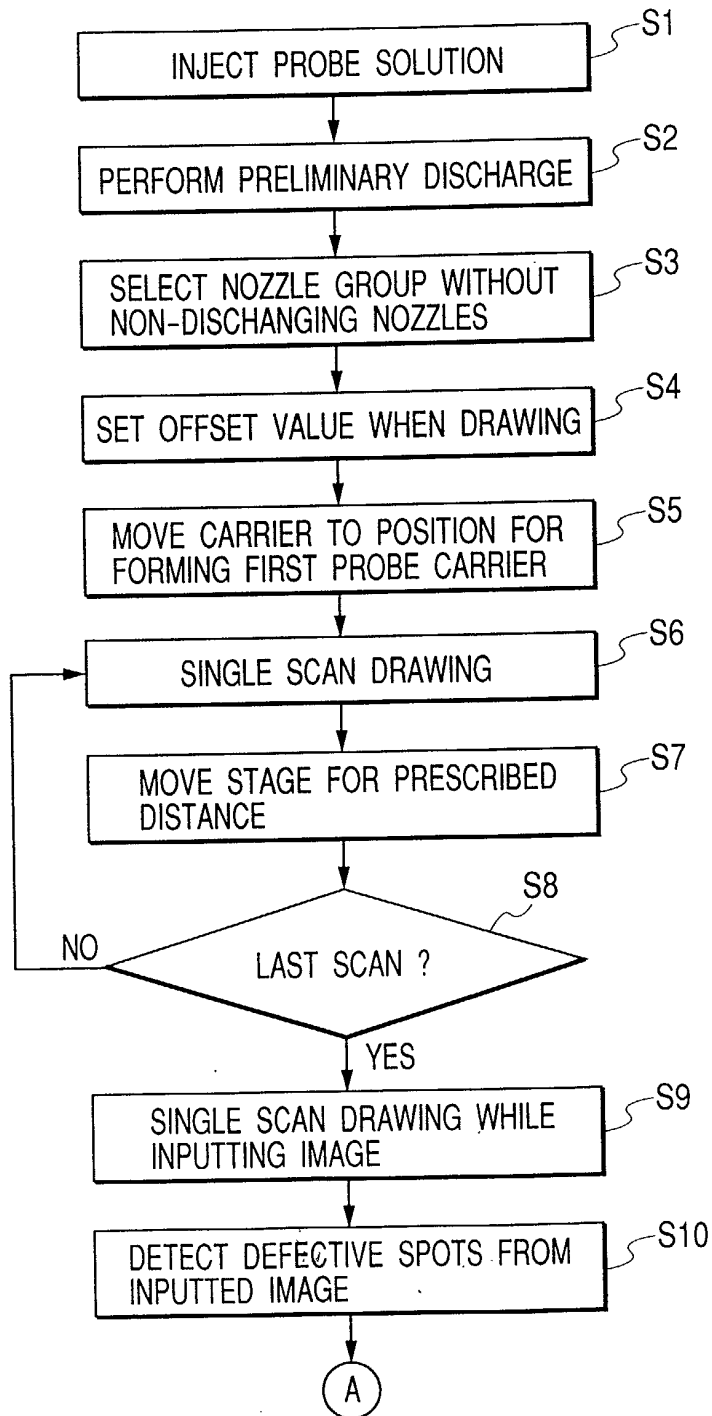 S1
INJECT PROBE SOLUTION
S2
PERFORM PRELIMINARY DISCHARGE
S3
SELECT NOZZLE GROUP WITHOUT
NON-DISCHANGING NOZZLES
S4
SET OFFSET VALUE WHEN DRAWING
S5
MOVE CARRIER TO POSITION FOR
FORMING FIRST PROBE CARRIER
S6
SINGLE SCAN DRAWING
S7
MOVE STAGE FOR PRESCRIBED
DISTANCE
S8
NO
LAST SCAN ?
YES
S9
SINGLE SCAN DRAWING WHILE
INPUTTING IMAGE
S10
DETECT DEFECTIVE SPOTS FROM
INPUTTED IMAGE
A